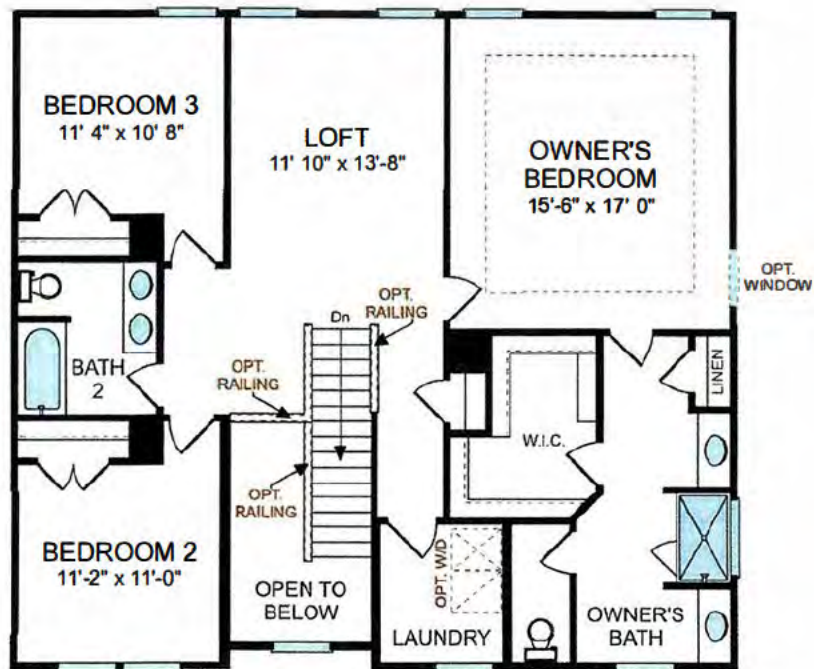 BEDROOM 3
11' 4" x 10' 8"
LOFT
11' 10" x 13'-8"
OWNER'S
BEDROOM
15'-6" x 17' 0"
OPT.
WINDOW
Dn
OPT.
RAILING
BATH
2
OPT.
RAILING
LINEN
W.I.C.
OPT.
RAILING
BEDROOM 2
11'-2" x 11'-0"
OPEN TO
BELOW
OPT. W/D
LAUNDRY
OWNER'S
BATH